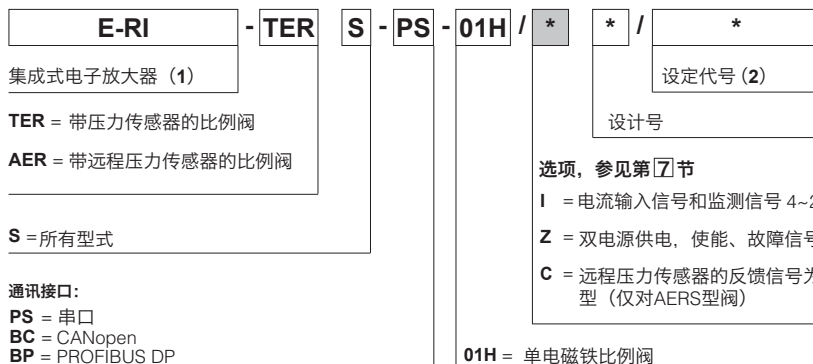 E-RI - TER S - PS - 01H / * * / *
集成式电子放大器（1）
设定代号（2）
TER = 带压力传感器的比例阀
设计号
AER = 带远程压力传感器的比例阀
选项，参见第7节
I = 电流输入信号和监测信号 4~2
S =所有型式
Z = 双电源供电，使能、故障信号
C = 远程压力传感器的反馈信号为
型（仅对AERS型阀）
通讯接口：
PS = 串口
BC = CANopen
BP = PROFIBUS DP
01H = 单电磁铁比例阀